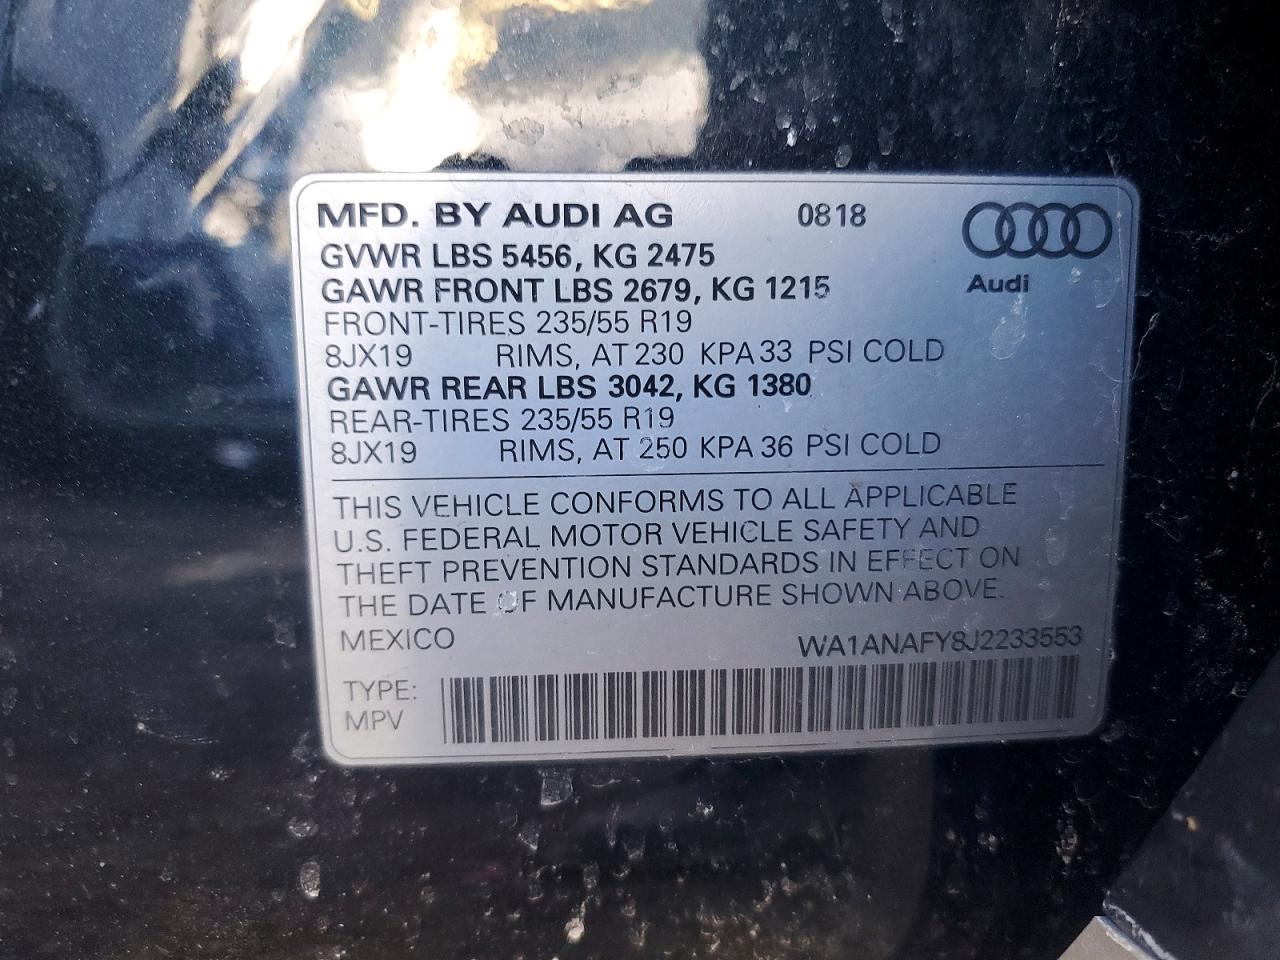 MFD. BY AUDI AG 0818
GVWR LBS 5456, KG 2475
Audi
GAWR FRONT LBS 2679, KG 1215
FRONT-TIRES 235/55 R19
8JX19 RIMS, AT 230 KPA 33 PSI COLD
GAWR REAR LBS 3042, KG 1380
REAR-TIRES 235/55 R19
8JX19 RIMS, AT 250 KPA 36 PSI COLD
THIS VEHICLE CONFORMS TO ALL APPLICABLE
U.S. FEDERAL MOTOR VEHICLE SAFETY AND
THEFT PREVENTION STANDARDS IN EFFECT ON
THE DATE OF MANUFACTURE SHOWN ABOVE.
MEXICO WA1ANAFY8J2233553
TYPE:
MPV